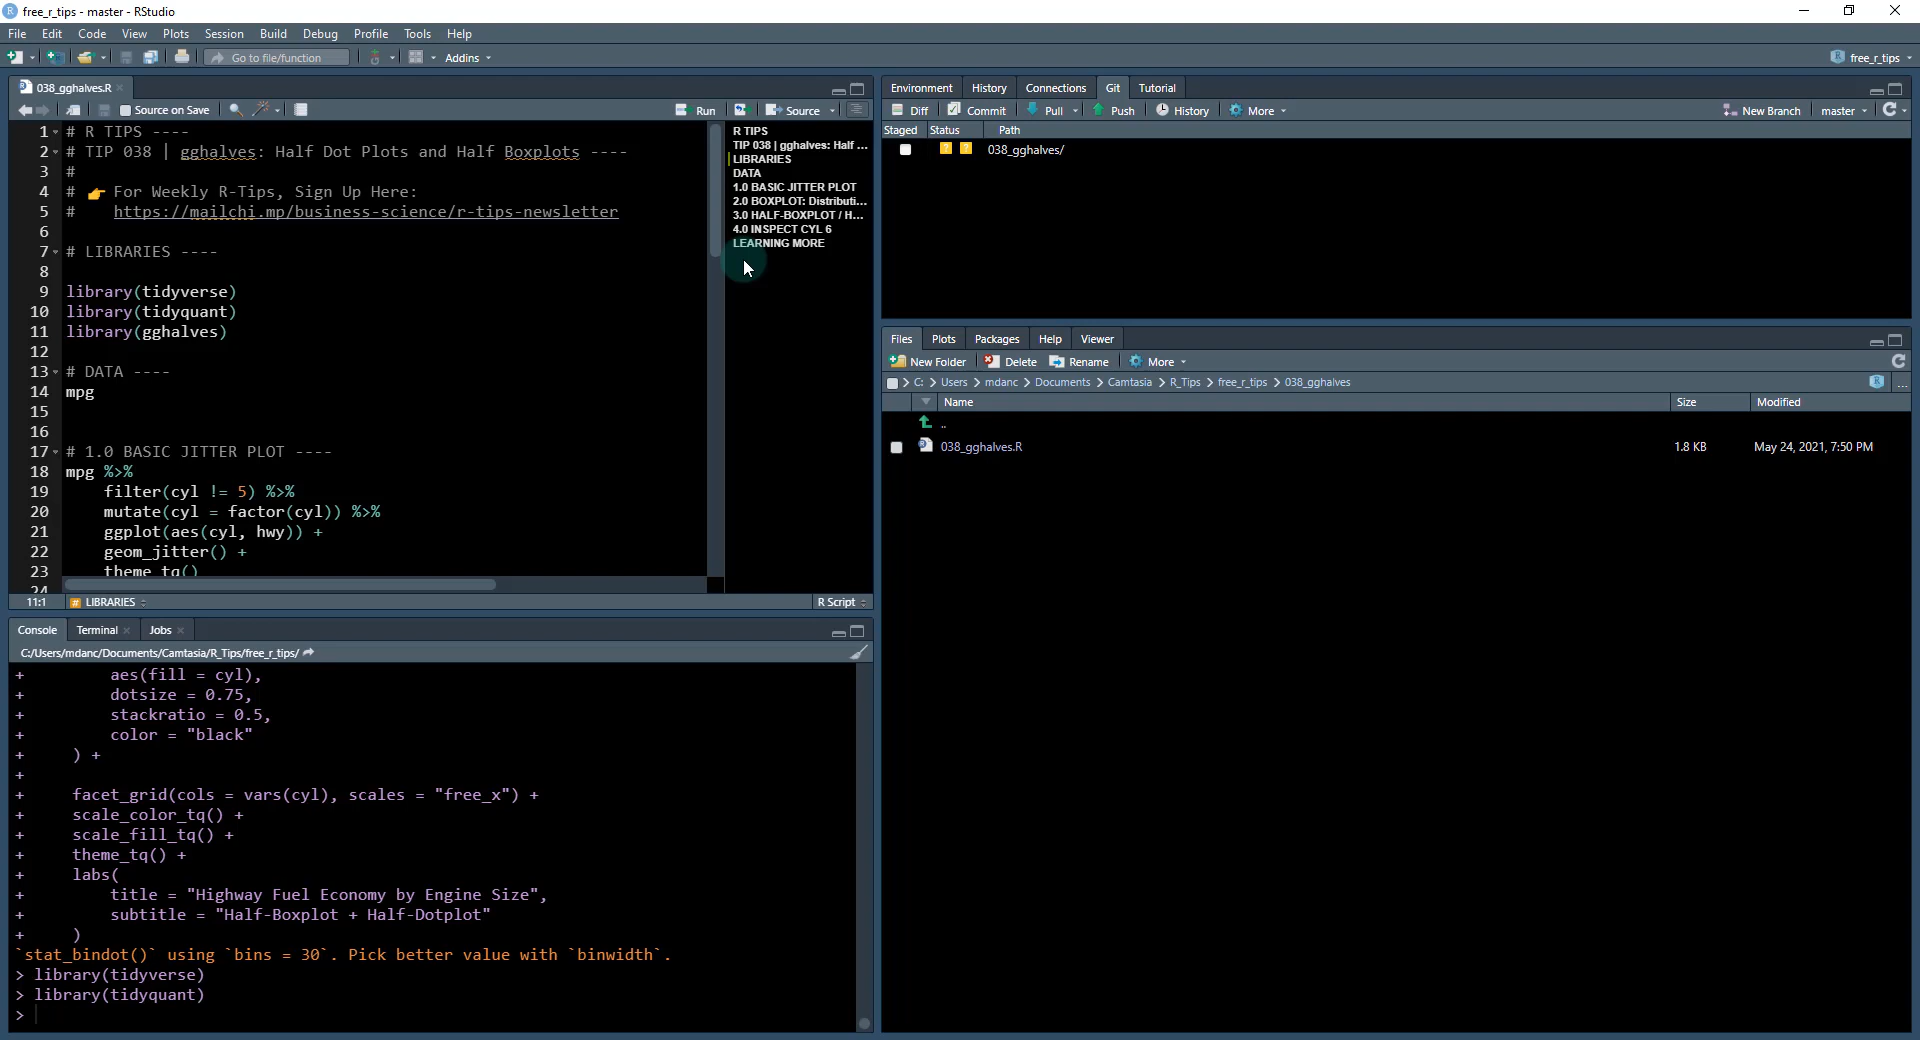 free_r_tips - master - RStudio
File Edit Code View Plots Session Build Debug Profile Tools Help
Go to file/function Addins free_r_tips
038_gghalves.R
Source on Save Run Source
1 # R TIPS ----
2 # TIP 038 | gghalves: Half Dot Plots and Half Boxplots ----
3 #
4 # 👉 For Weekly R-Tips, Sign Up Here:
5 # https://mailchi.mp/business-science/r-tips-newsletter
6
7 # LIBRARIES ----
8
9 library(tidyverse)
10 library(tidyquant)
11 library(gghalves)
12
13 # DATA ----
14 mpg
15
16
17 # 1.0 BASIC JITTER PLOT ----
18 mpg %>%
19 filter(cyl != 5) %>%
20 mutate(cyl = factor(cyl)) %>%
21 ggplot(aes(cyl, hwy)) +
22 geom_jitter() +
23 theme_tq()
24
R TIPS
TIP 038 | gghalves: Half ...
LIBRARIES
DATA
1.0 BASIC JITTER PLOT
2.0 BOXPLOT: Distributi...
3.0 HALF-BOXPLOT / H...
4.0 INSPECT CYL 6
LEARNING MORE
11:1 # LIBRARIES R Script
Console Terminal Jobs
C:/Users/mdanc/Documents/Camtasia/R_Tips/free_r_tips/
+ aes(fill = cyl),
+ dotsize = 0.75,
+ stackratio = 0.5,
+ color = "black"
+ ) +
+
+ facet_grid(cols = vars(cyl), scales = "free_x") +
+ scale_color_tq() +
+ scale_fill_tq() +
+ theme_tq() +
+ labs(
+ title = "Highway Fuel Economy by Engine Size",
+ subtitle = "Half-Boxplot + Half-Dotplot"
+ )
`stat_bindot()` using `bins = 30`. Pick better value with `binwidth`.
> library(tidyverse)
> library(tidyquant)
>
Environment History Connections Git Tutorial
Diff Commit Pull Push History More New Branch master
Staged Status Path
? ? 038_gghalves/
Files Plots Packages Help Viewer
New Folder Delete Rename More
C: > Users > mdanc > Documents > Camtasia > R_Tips > free_r_tips > 038_gghalves ...
Name Size Modified
..
038_gghalves.R 1.8 KB May 24, 2021, 7:50 PM